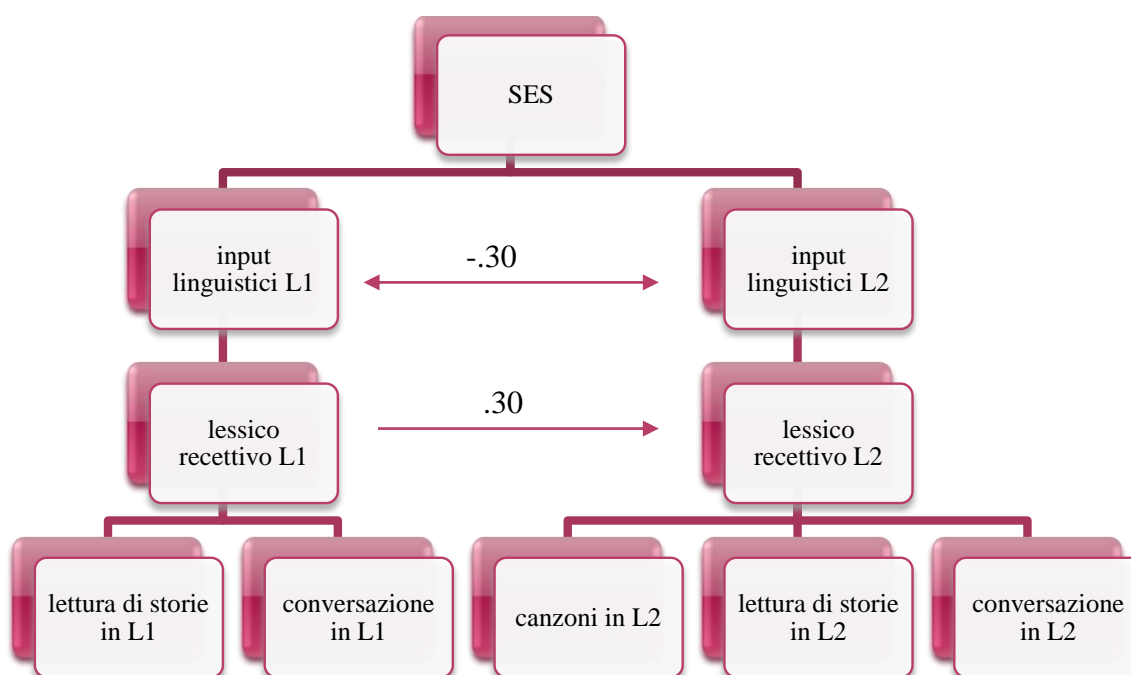 SES
input
linguistici L1
-.30
input
linguistici L2
lessico
recettivo L1
.30
lessico
recettivo L2
lettura di storie
in L1
conversazione
in L1
canzoni in L2
lettura di storie
in L2
conversazione
in L2